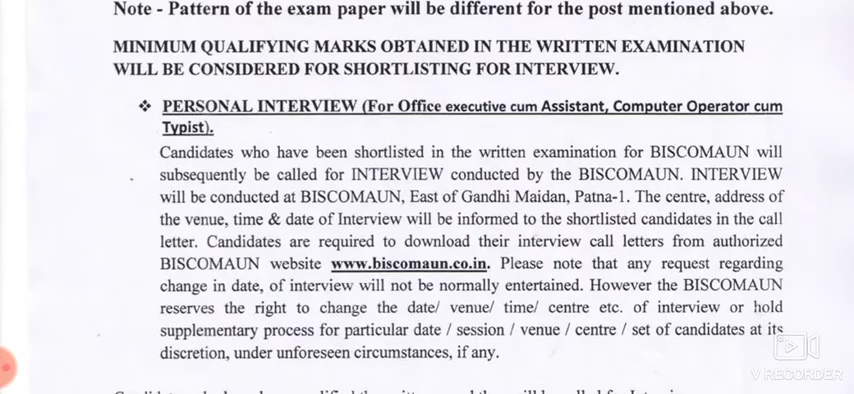 Note - Pattern of the exam paper will be different for the post mentioned above.
MINIMUM QUALIFYING MARKS OBTAINED IN THE WRITTEN EXAMINATION
WILL BE CONSIDERED FOR SHORTLISTING FOR INTERVIEW.
❖ PERSONAL INTERVIEW (For Office executive cum Assistant, Computer Operator cum
Typist).
Candidates who have been shortlisted in the written examination for BISCOMAUN will
subsequently be called for INTERVIEW conducted by the BISCOMAUN. INTERVIEW
will be conducted at BISCOMAUN, East of Gandhi Maidan, Patna-1. The centre, address of
the venue, time & date of Interview will be informed to the shortlisted candidates in the call
letter. Candidates are required to download their interview call letters from authorized
BISCOMAUN website www.biscomaun.co.in. Please note that any request regarding
change in date, of interview will not be normally entertained. However the BISCOMAUN
reserves the right to change the date/ venue/ time/ centre etc. of interview or hold
supplementary process for particular date / session / venue / centre / set of candidates at its
discretion, under unforeseen circumstances, if any.
V RECORDER